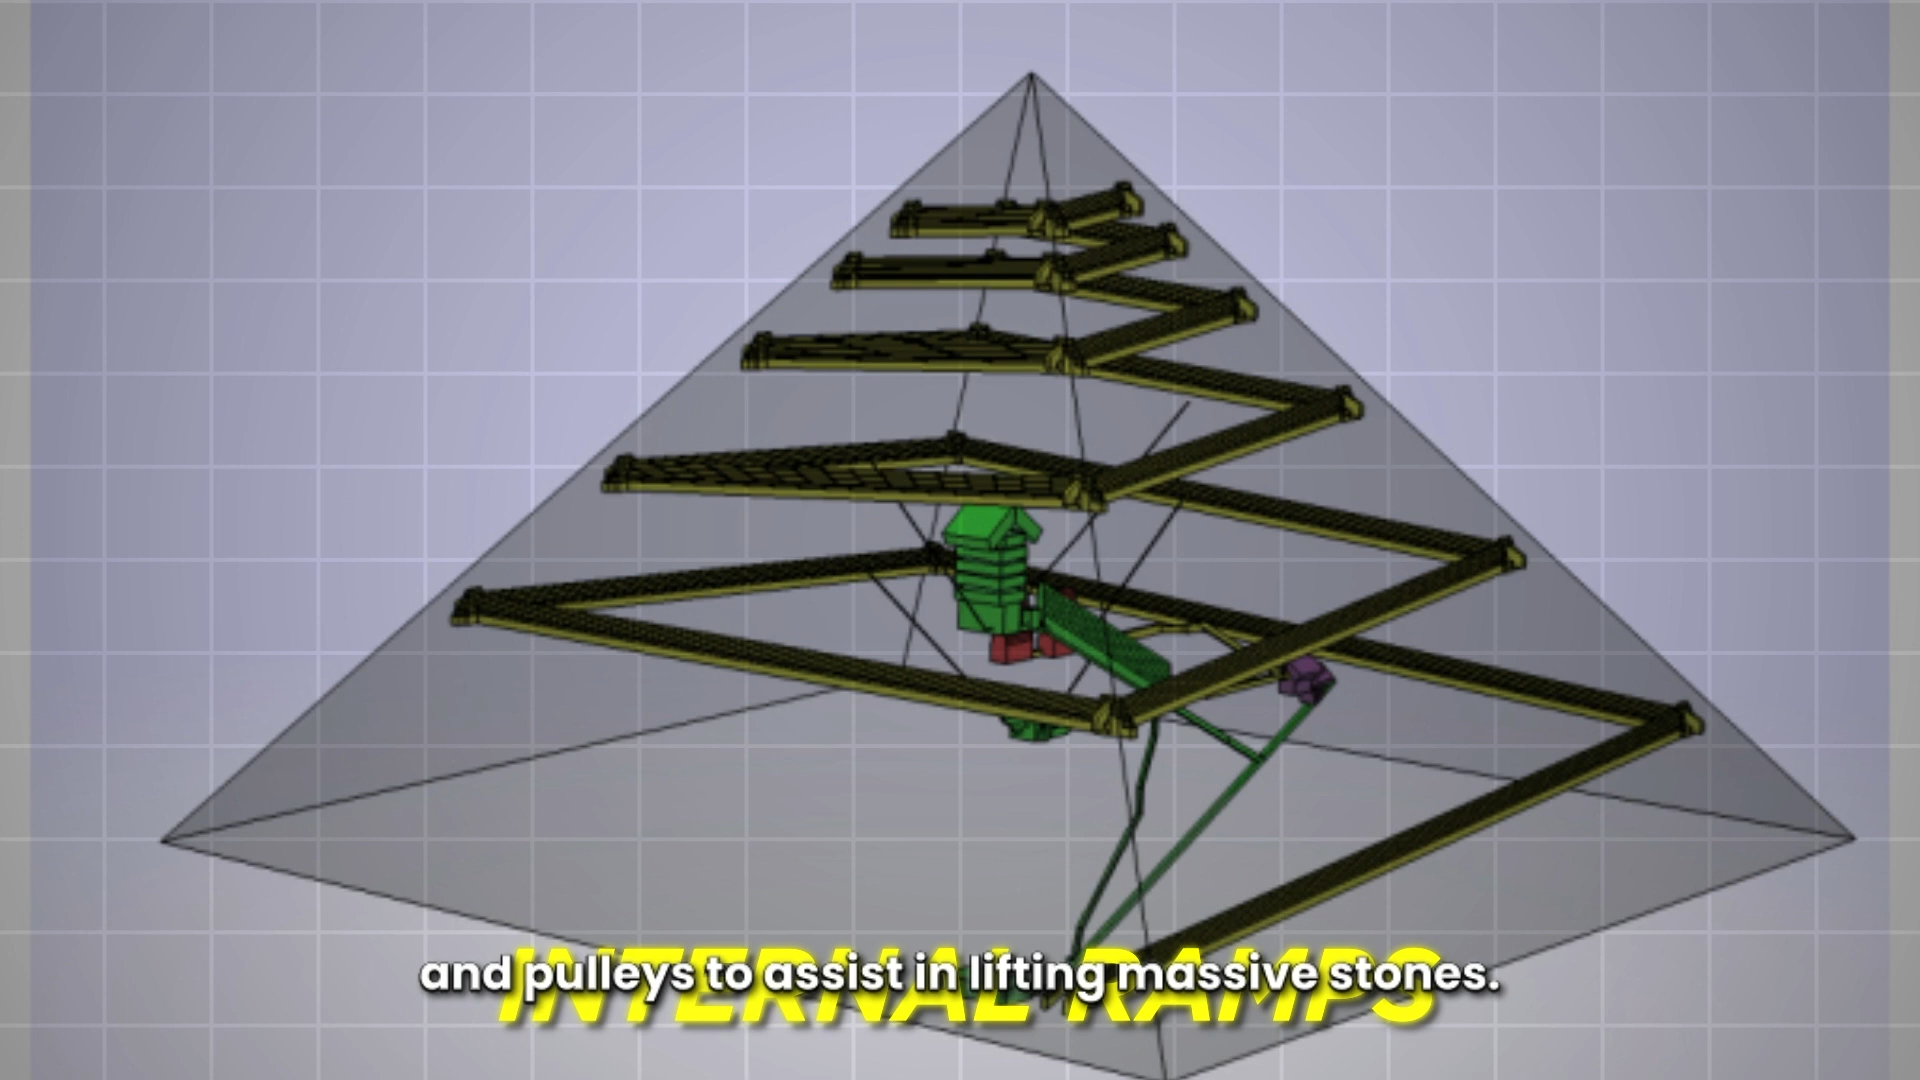 and pulleys to assist in lifting massive stones.
INTERNAL RAMPS